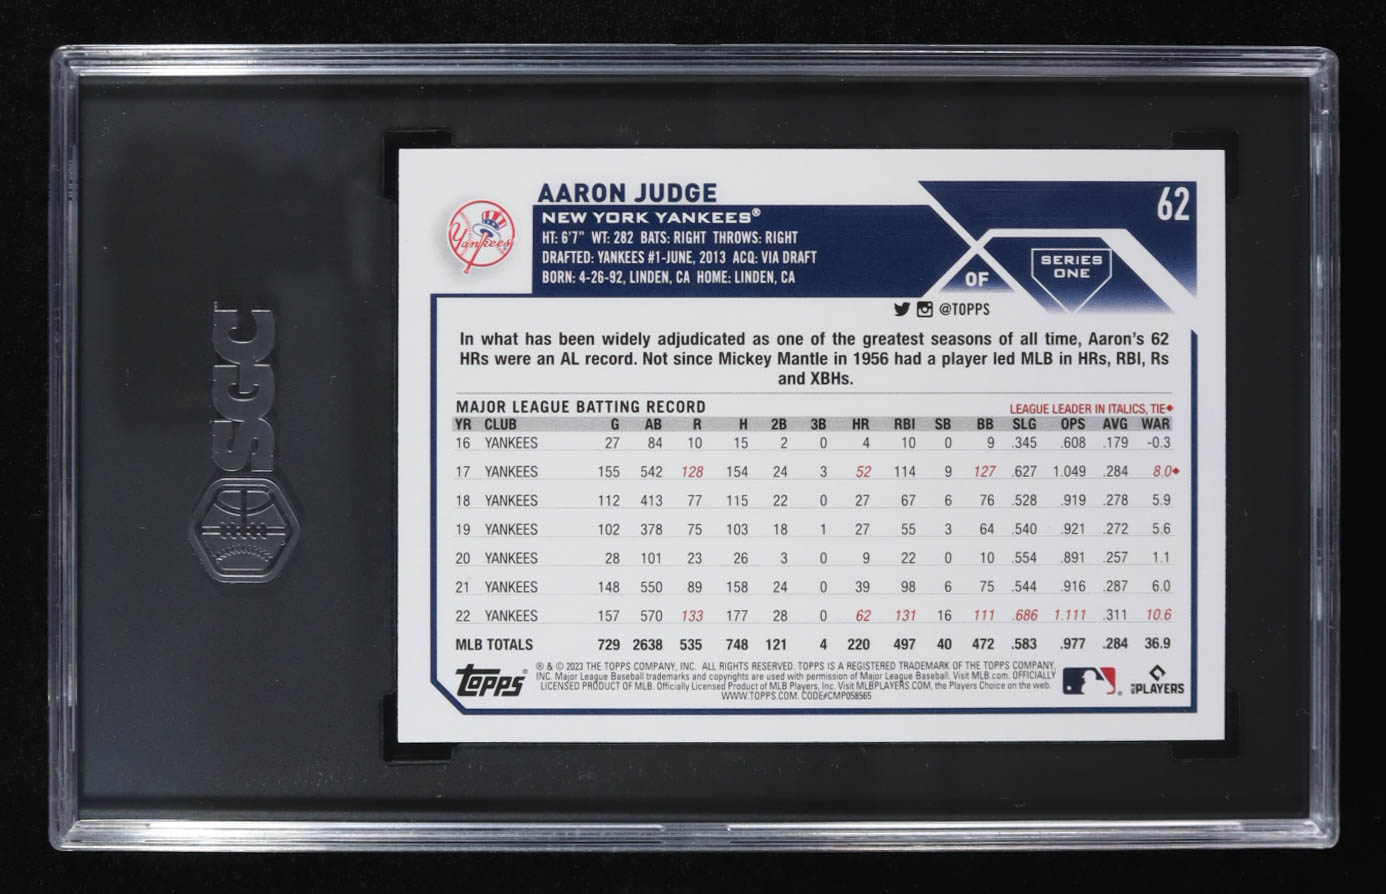 SGC
AARON JUDGE
62
NEW YORK YANKEES®
HT: 6'7" WT: 282 BATS: RIGHT THROWS: RIGHT
DRAFTED: YANKEES #1-JUNE, 2013 ACQ: VIA DRAFT
BORN: 4-26-92, LINDEN, CA HOME: LINDEN, CA
Yankees
OF
SERIES
ONE
@TOPPS
In what has been widely adjudicated as one of the greatest seasons of all time, Aaron's 62
HRs were an AL record. Not since Mickey Mantle in 1956 had a player led MLB in HRs, RBI, Rs
and XBHs.
MAJOR LEAGUE BATTING RECORD LEAGUE LEADER IN ITALICS, TIE◆
YR CLUB G AB R H 2B 3B HR RBI SB BB SLG OPS AVG WAR
16 YANKEES 27 84 10 15 2 0 4 10 0 9 .345 .608 .179 -0.3
17 YANKEES 155 542 128 154 24 3 52 114 9 127 .627 1.049 .284 8.0◆
18 YANKEES 112 413 77 115 22 0 27 67 6 76 .528 .919 .278 5.9
19 YANKEES 102 378 75 103 18 1 27 55 3 64 .540 .921 .272 5.6
20 YANKEES 28 101 23 26 3 0 9 22 0 10 .554 .891 .257 1.1
21 YANKEES 148 550 89 158 24 0 39 98 6 75 .544 .916 .287 6.0
22 YANKEES 157 570 133 177 28 0 62 131 16 111 .686 1.111 .311 10.6
MLB TOTALS 729 2638 535 748 121 4 220 497 40 472 .583 .977 .284 36.9
TOPPS®
® & © 2023 THE TOPPS COMPANY, INC. ALL RIGHTS RESERVED. TOPPS IS A REGISTERED TRADEMARK OF THE TOPPS COMPANY,
INC. Major League Baseball trademarks and copyrights are used with permission of Major League Baseball. Visit MLB.com. OFFICIALLY
LICENSED PRODUCT OF MLB. Officially Licensed Product of MLB Players, Inc. Visit MLBPLAYERS.COM, the Players Choice on the web.
WWW.TOPPS.COM. CODE#CMP058565
MLB PLAYERS